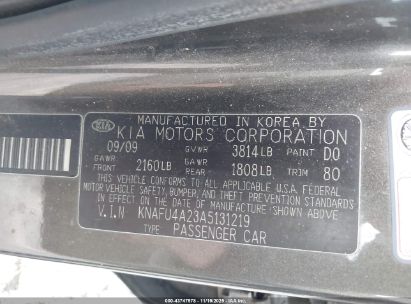 MANUFACTURED IN KOREA BY
KIA KIA MOTORS CORPORATION
09/09 GVWR 3814LB PAINT D0
GAWR FRONT 2160LB GAWR REAR 1808LB TRIM 80
THIS VEHICLE CONFORMS TO ALL APPLICABLE U.S.A. FEDERAL
MOTOR VEHICLE SAFETY, BUMPER, AND THEFT PREVENTION STANDARDS
IN EFFECT ON THE DATE OF MANUFACTURE SHOWN ABOVE.
V.I.N KNAFU4A23A5131219
TYPE PASSENGER CAR